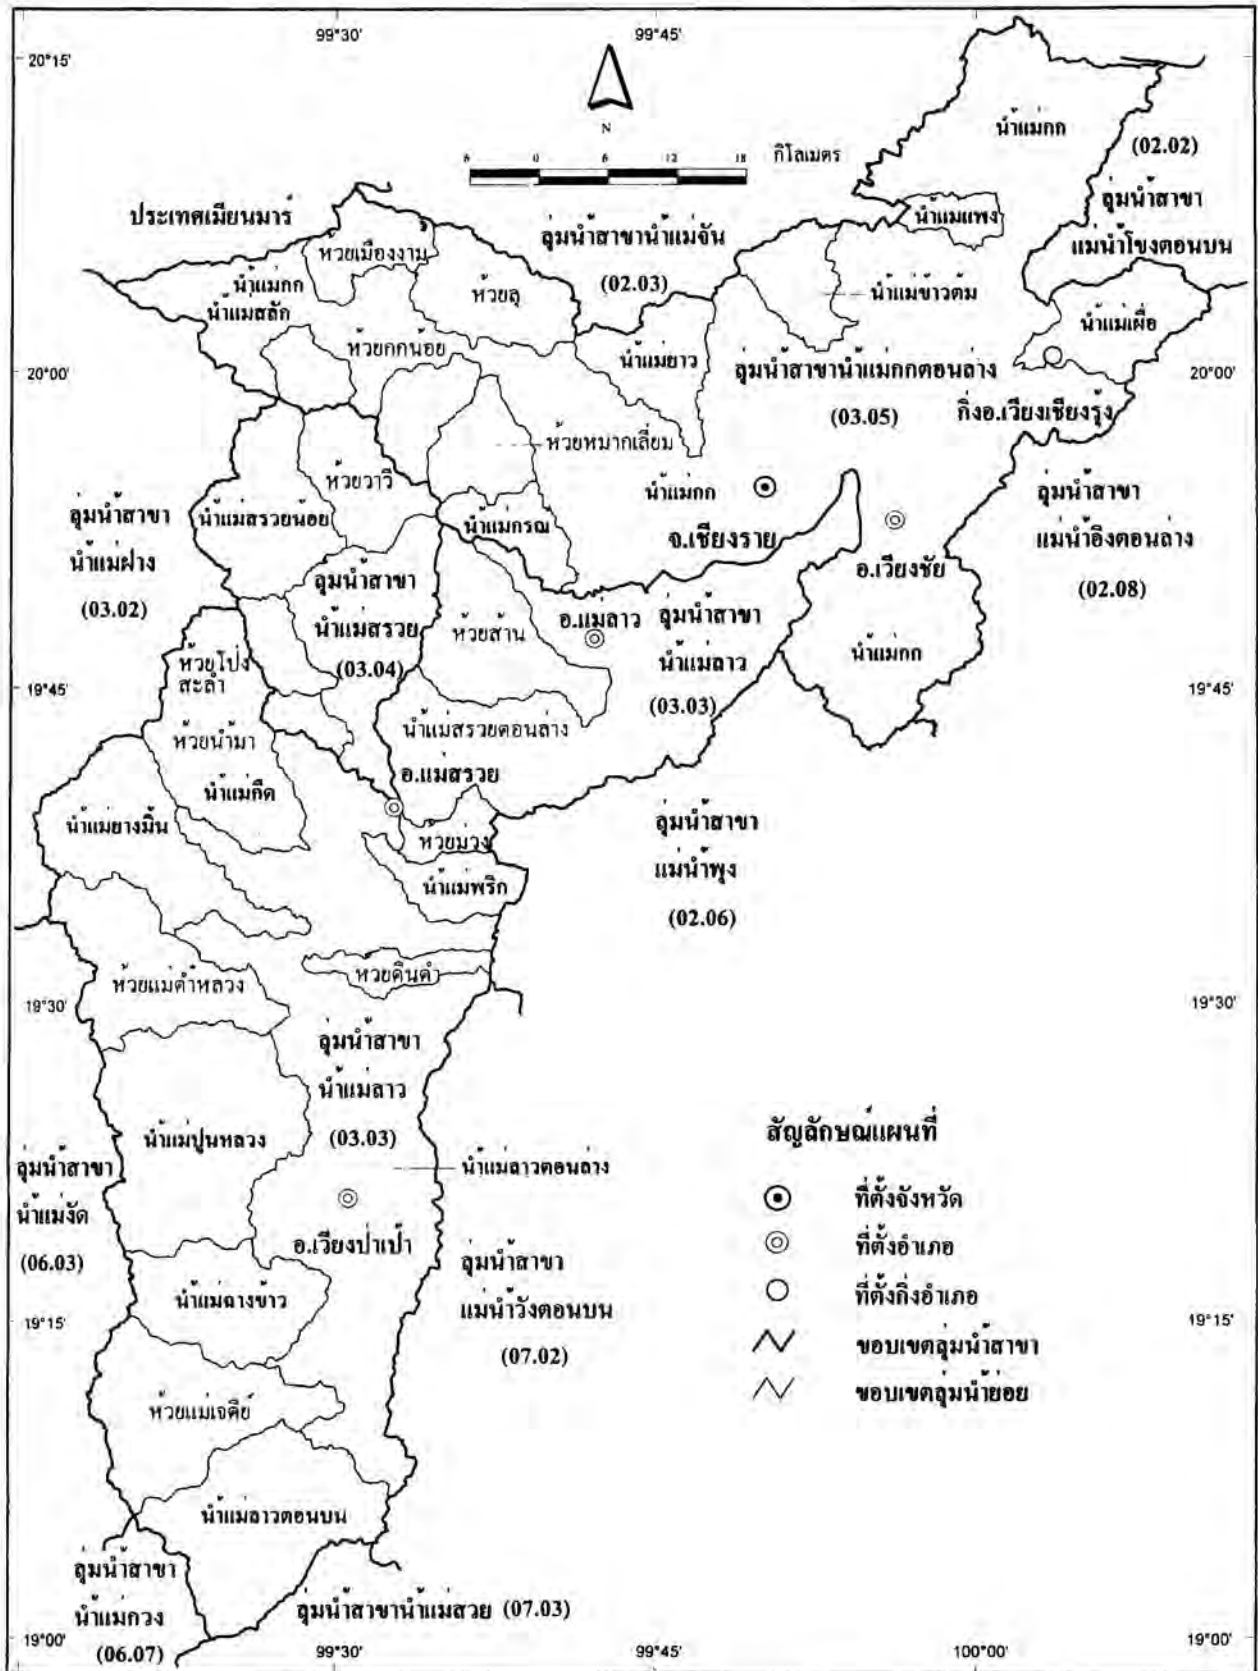 99°30'
99°45'
20°15'
N
6 0 6 12 18 กิโลเมตร
น้ำแม่กก
(02.02)
ลุ่มน้ำสาขา
แม่น้ำโขงตอนบน
น้ำแม่แพง
ประเทศเมียนมาร์
ห้วยเมืองงาม
ลุ่มน้ำสาขาน้ำแม่จัน
(02.03)
น้ำแม่กก
น้ำแม่สลัก
ห้วยลุ
น้ำแม่ข้าวต้ม
น้ำแม่เผื่อ
ห้วยกกน้อย
น้ำแม่ยาว
ลุ่มน้ำสาขาน้ำแม่กกตอนล่าง
(03.05)
20°00'
20°00'
กิ่งอ.เวียงเชียงรุ้ง
ห้วยหมากเลี่ยม
ห้วยวาวี
น้ำแม่กก
จ.เชียงราย
ลุ่มน้ำสาขา
น้ำแม่ฝาง
(03.02)
น้ำแม่สรวยน้อย
น้ำแม่กรณ์
ลุ่มน้ำสาขา
แม่น้ำอิงตอนล่าง
(02.08)
อ.เวียงชัย
ลุ่มน้ำสาขา
น้ำแม่สรวย
(03.04)
ห้วยส้าน
อ.แม่ลาว
ลุ่มน้ำสาขา
น้ำแม่ลาว
(03.03)
น้ำแม่กก
ห้วยโป่ง
สะลำ
19°45'
19°45'
น้ำแม่สรวยตอนล่าง
ห้วยน้ำมา
น้ำแม่กืด
อ.แม่สรวย
น้ำแม่ยางมิ้น
ห้วยม่วง
น้ำแม่พริก
ลุ่มน้ำสาขา
แม่น้ำพุง
(02.06)
ห้วยแม่ตำหลวง
ห้วยดินดำ
19°30'
19°30'
ลุ่มน้ำสาขา
น้ำแม่ลาว
(03.03)
น้ำแม่ปูนหลวง
น้ำแม่ลาวตอนล่าง
ลุ่มน้ำสาขา
น้ำแม่งัด
(06.03)
อ.เวียงป่าเป้า
ลุ่มน้ำสาขา
แม่น้ำวังตอนบน
(07.02)
น้ำแม่ฉางข้าว
19°15'
19°15'
สัญลักษณ์แผนที่
ที่ตั้งจังหวัด
ที่ตั้งอำเภอ
ที่ตั้งกิ่งอำเภอ
ขอบเขตลุ่มน้ำสาขา
ขอบเขตลุ่มน้ำย่อย
ห้วยแม่เจดีย์
น้ำแม่ลาวตอนบน
ลุ่มน้ำสาขา
น้ำแม่กวง
(06.07)
ลุ่มน้ำสาขาน้ำแม่สวย (07.03)
19°00'
99°30'
99°45'
100°00'
19°00'